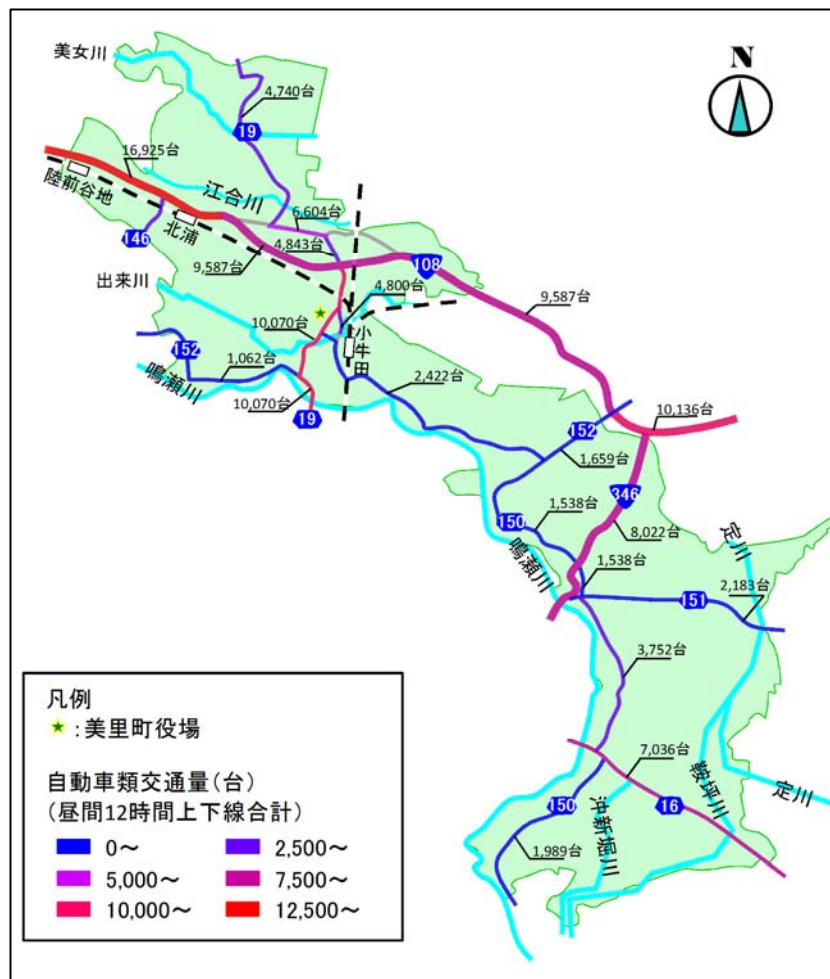 美女川
4,740台
N
19
16,925台
陸前谷地
江合川
6,604台
北浦
146
4,843台
108
9,587台
出来川
4,800台
9,587台
10,070台
小牛田
152
1,062台
2,422台
鳴瀬川
10,070台
19
10,136台
152
1,659台
346
150
1,538台
8,022台
定川
鳴瀬川
1,538台
2,183台
151
3,752台
凡例
:美里町役場
7,036台
自動車類交通量(台)
(昼間12時間上下線合計)
鞍坪川
定川
150
16
沖新堀川
0~
2,500~
1,989台
5,000~
7,500~
10,000~
12,500~